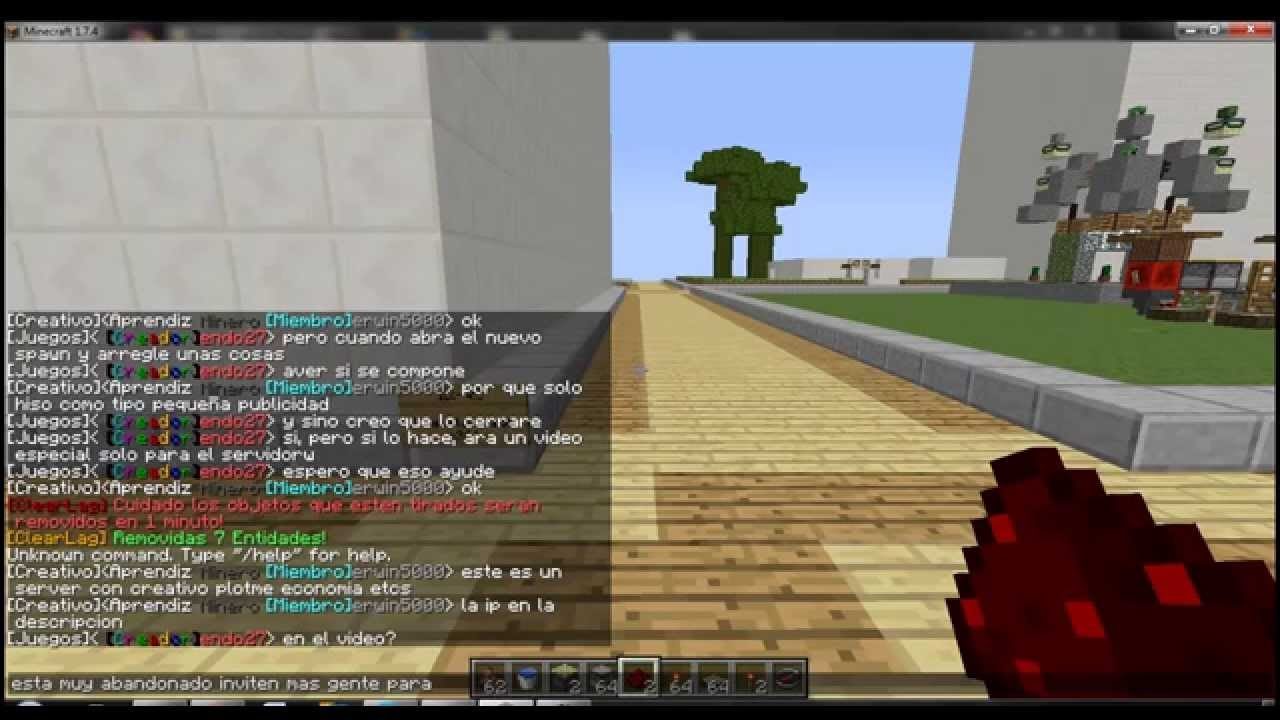 Minecraft 1.7.4
[Creativo]<Aprendiz Minero [Miembro]erwin5000> ok
[Juegos]< [Creador]endo27> pero cuando abra el nuevo
spawn y arregle unas cosas
[Juegos]< [Creador]endo27> aver si se compone
[Creativo]<Aprendiz Minero [Miembro]erwin5000> por que solo
hiso como tipo pequeña publicidad
[Juegos]< [Creador]endo27> y sino creo que lo cerrare
[Juegos]< [Creador]endo27> si, pero si lo hace, ara un video
especial solo para el servidorw
[Juegos]< [Creador]endo27> espero que eso ayude
[Creativo]<Aprendiz Minero [Miembro]erwin5000> ok
[ClearLag] Cuidado los objetos que esten tirados seran
removidos en 1 minuto!
[ClearLag] Removidas 7 Entidades!
Unknown command. Type "/help" for help.
[Creativo]<Aprendiz Minero [Miembro]erwin5000> este es un
server con creativo plotme economia etcs
[Creativo]<Aprendiz Minero [Miembro]erwin5000> la ip en la
descripcion
[Juegos]< [Creador]endo27> en el video?
esta muy abandonado inviten mas gente para
62 2 64 2 64 64 2